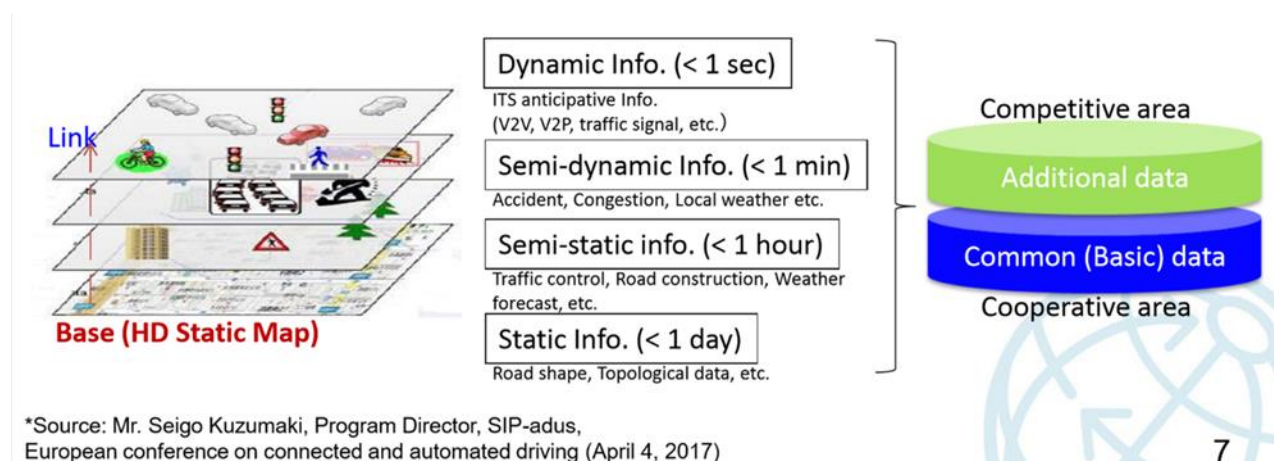 Link
Base (HD Static Map)
Dynamic Info. (< 1 sec)
ITS anticipative Info.
(V2V, V2P, traffic signal, etc.)
Semi-dynamic Info. (< 1 min)
Accident, Congestion, Local weather etc.
Semi-static info. (< 1 hour)
Traffic control, Road construction, Weather
forecast, etc.
Static Info. (< 1 day)
Road shape, Topological data, etc.
Competitive area
Additional data
Common (Basic) data
Cooperative area
*Source: Mr. Seigo Kuzumaki, Program Director, SIP-adus,
European conference on connected and automated driving (April 4, 2017)
7